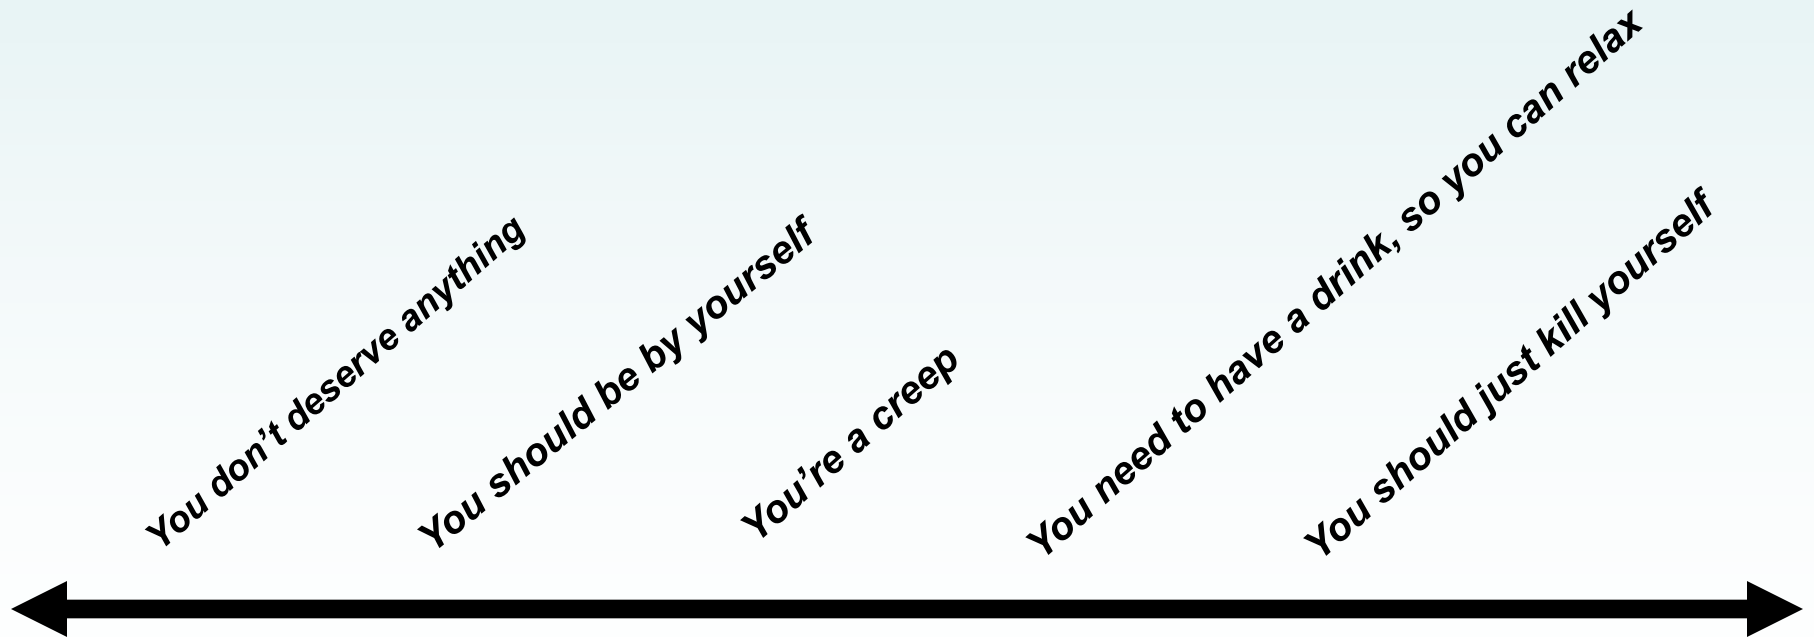 You don’t deserve anything
You should be by yourself
You’re a creep
You need to have a drink, so you can relax
You should just kill yourself